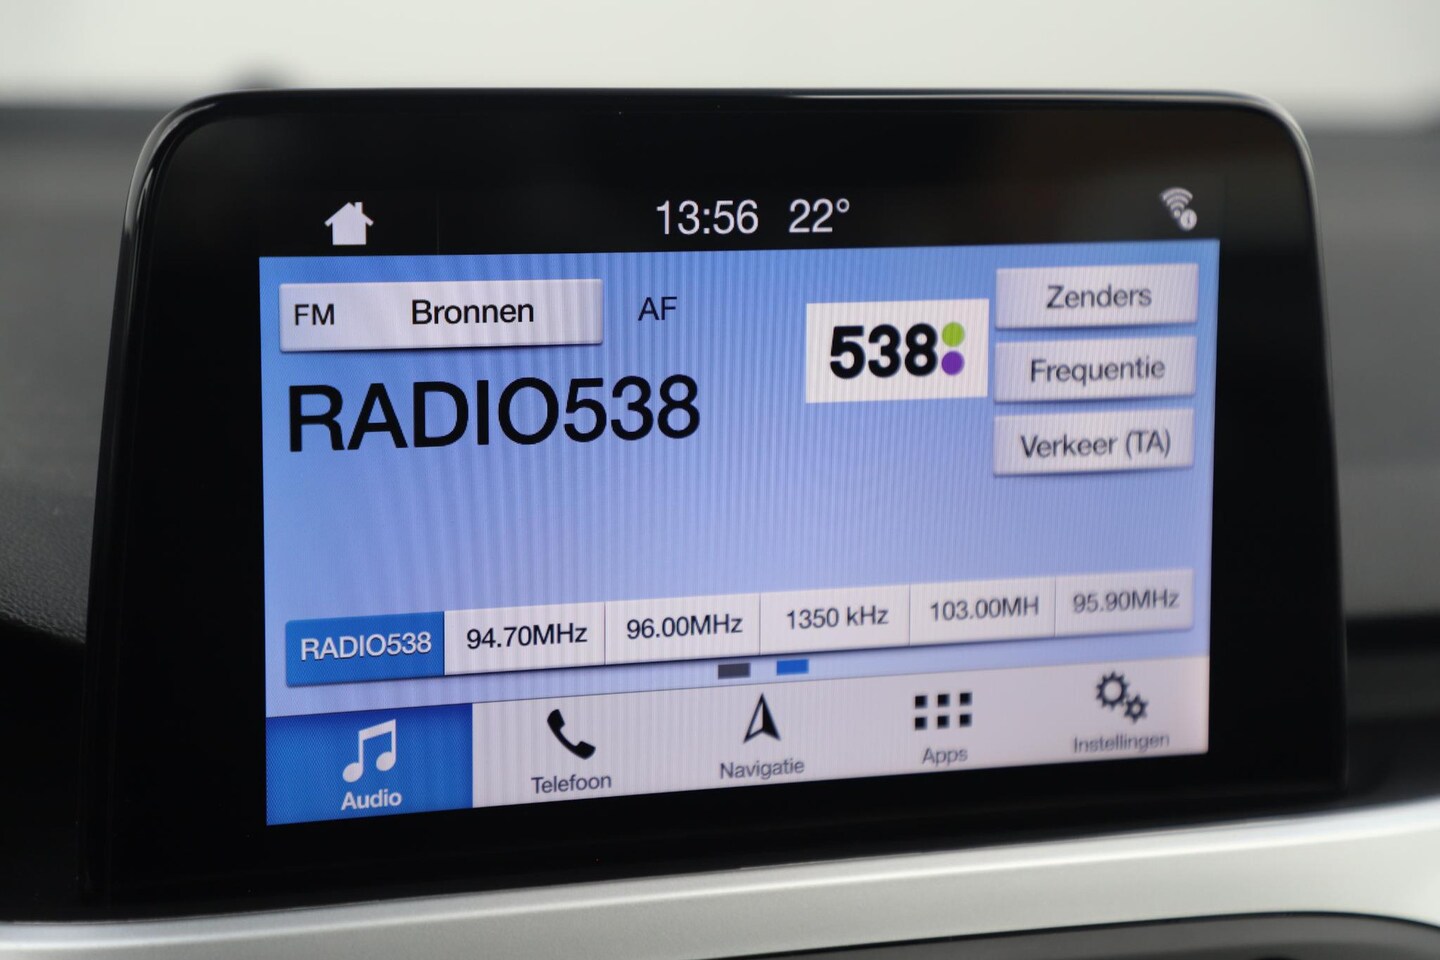 13:56 22°
FM Bronnen AF
538
Zenders
Frequentie
Verkeer (TA)
RADIO538
RADIO538 94.70MHz 96.00MHz 1350 kHz 103.00MH 95.90MHz
Audio Telefoon Navigatie Apps Instellingen